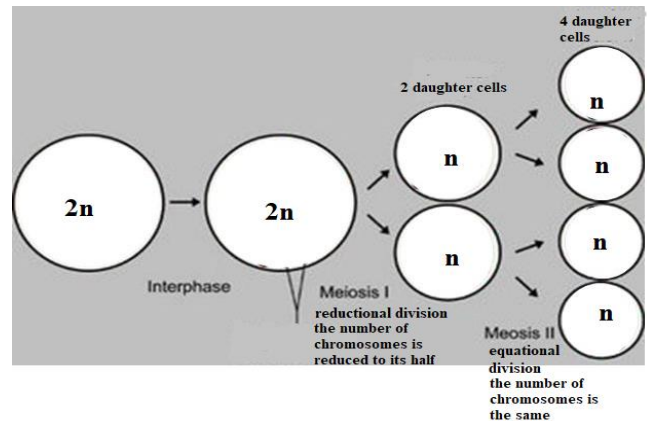 4 daughter
cells
2 daughter cells
n
n
n
2n
2n
n
n
n
Interphase
Meiosis I
reductional division
the number of
chromosomes is
reduced to its half
Meosis II
equational
division
the number of
chromosomes is
the same